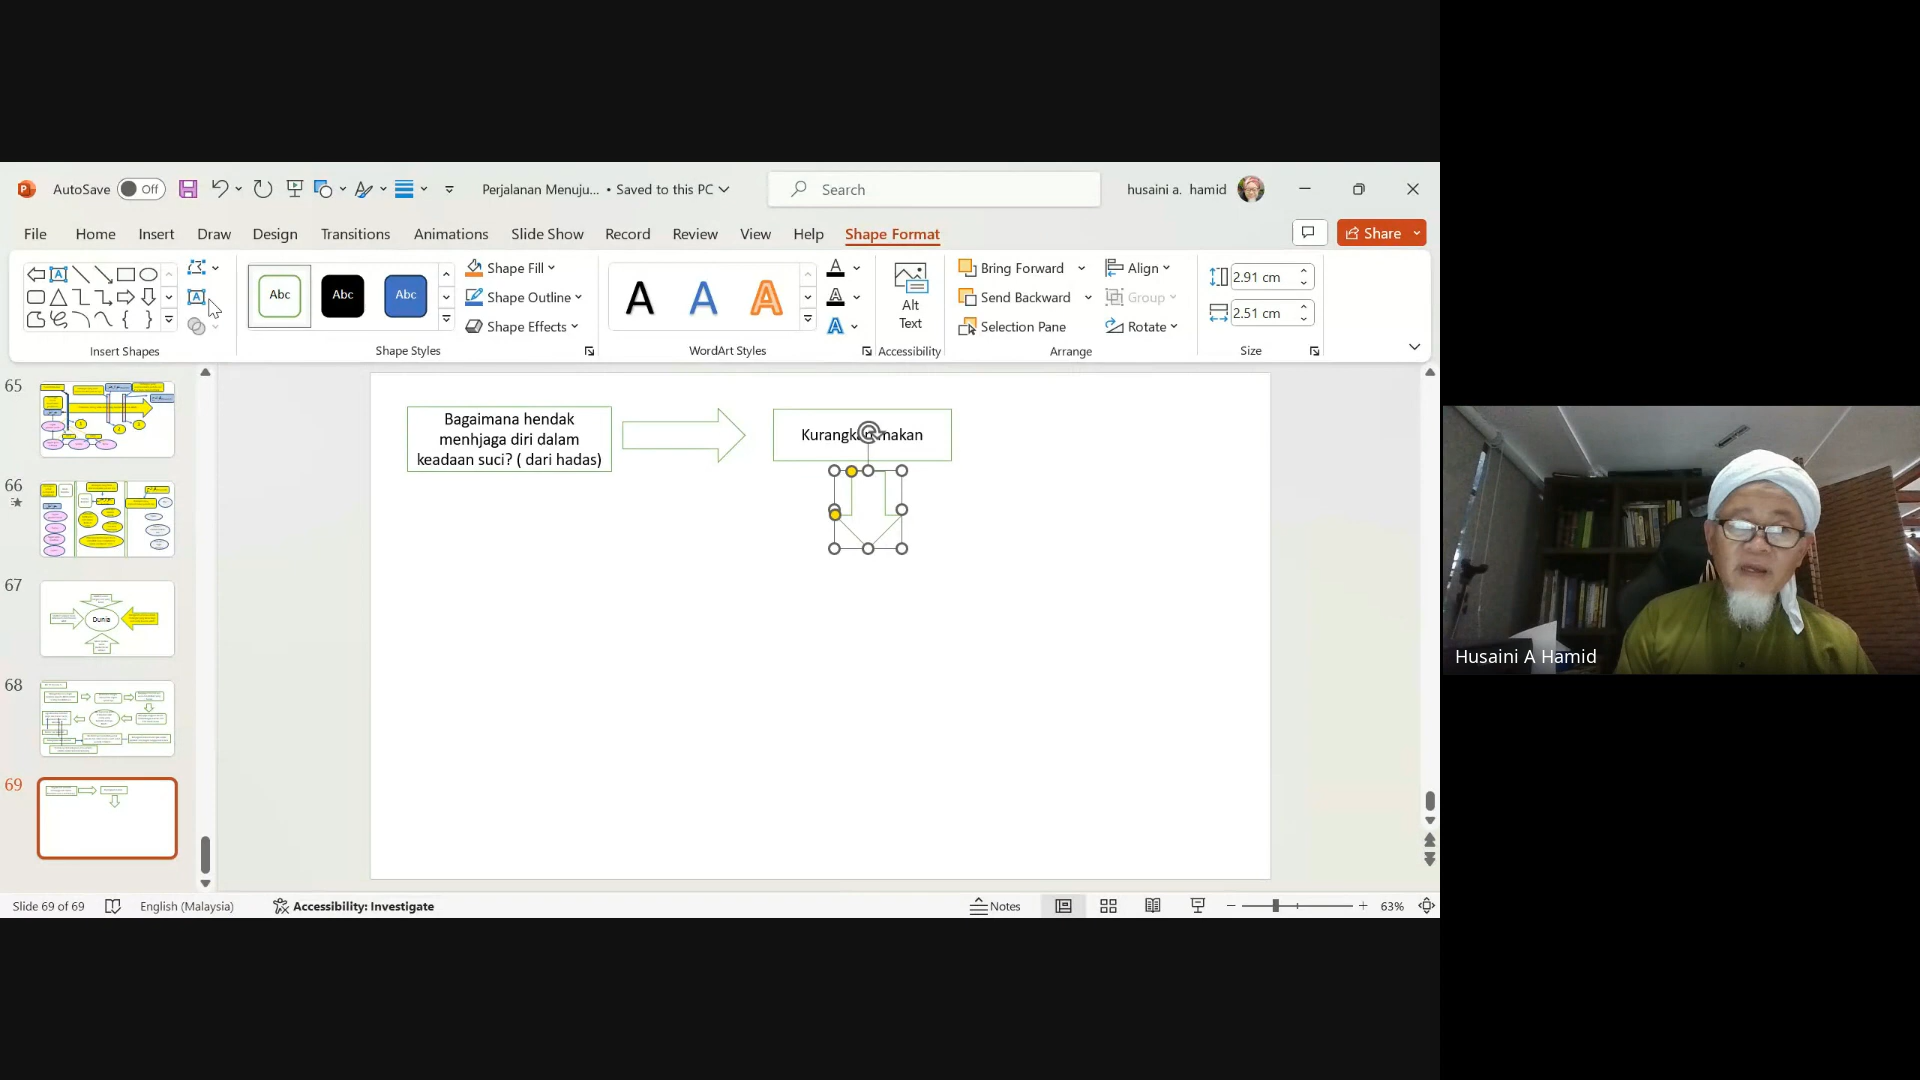 AutoSave Off Perjalanan Menuju... • Saved to this PC Search husaini a. hamid
File Home Insert Draw Design Transitions Animations Slide Show Record Review View Help Shape Format Share
Abc Abc Abc
Shape Fill
Shape Outline
Shape Effects
A A A
Alt
Text
Bring Forward
Send Backward
Selection Pane
Align
Group
Rotate
2.91 cm
2.51 cm
Insert Shapes Shape Styles WordArt Styles Accessibility Arrange Size
65
66
67
Dunia
68
69
Bagaimana hendak
menhjaga diri dalam
keadaan suci? ( dari hadas)
Husaini A Hamid
Slide 69 of 69 English (Malaysia) Accessibility: Investigate Notes 63%